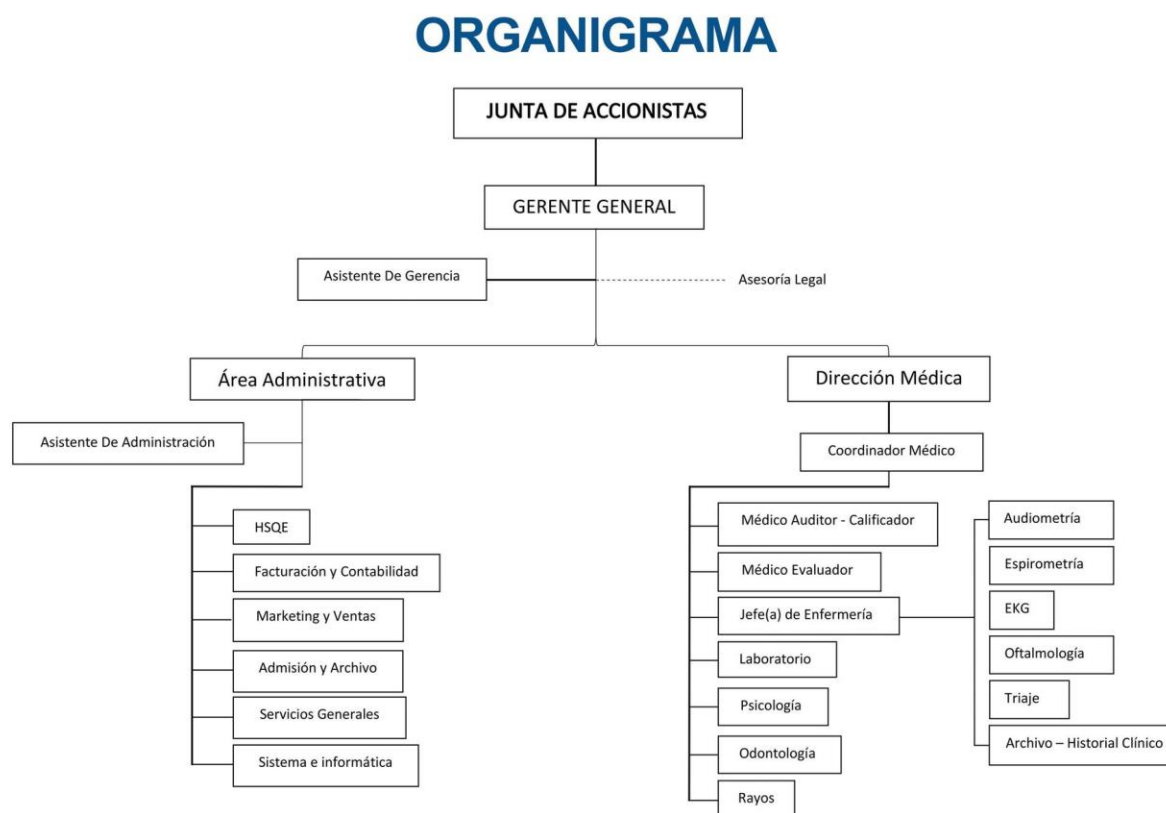 ORGANIGRAMA
JUNTA DE ACCIONISTAS
GERENTE GENERAL
Asistente De Gerencia
Asesoría Legal
Área Administrativa
Asistente De Administración
HSQE
Facturación y Contabilidad
Marketing y Ventas
Admisión y Archivo
Servicios Generales
Sistema e informática
Dirección Médica
Coordinador Médico
Médico Auditor - Calificador
Médico Evaluador
Jefe(a) de Enfermería
Laboratorio
Psicología
Odontología
Rayos
Audiometría
Espirometría
EKG
Oftalmología
Triaje
Archivo – Historial Clínico